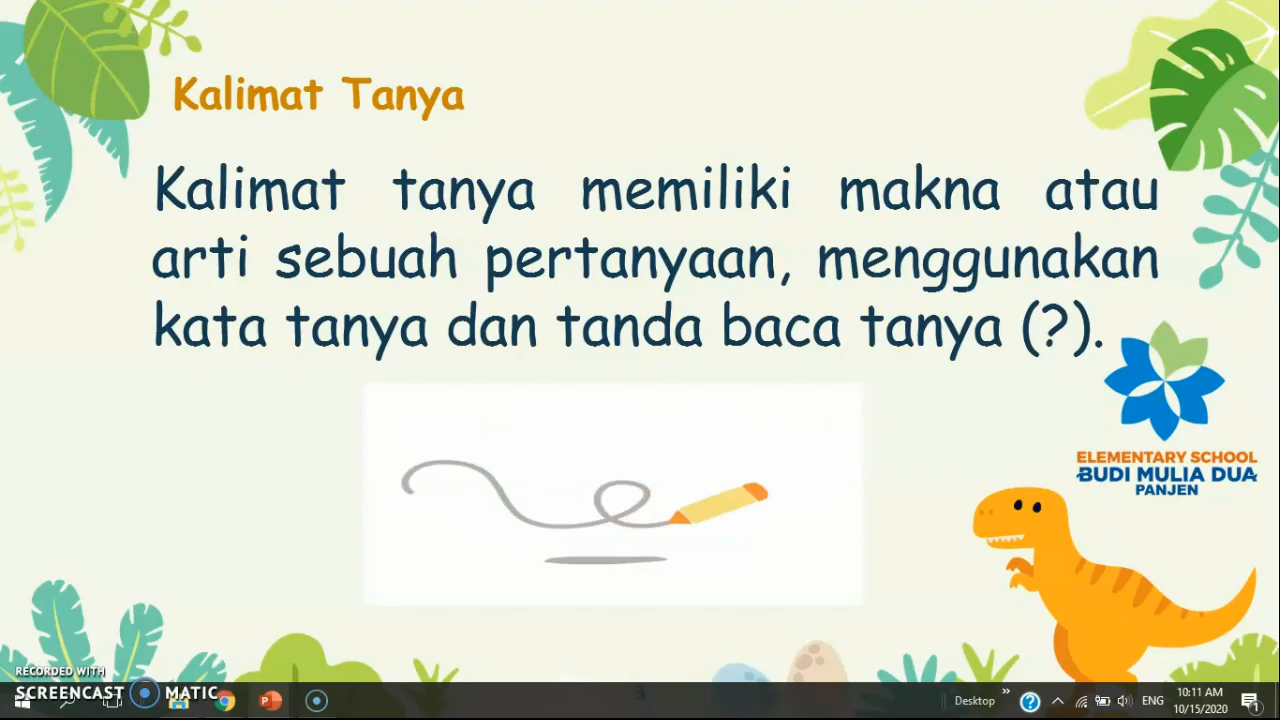 Kalimat Tanya
Kalimat tanya memiliki makna atau
arti sebuah pertanyaan, menggunakan
kata tanya dan tanda baca tanya (?).
ELEMENTARY SCHOOL
BUDI MULIA DUA
PANJEN
RECORDED WITH
SCREENCAST MATIC
3
Desktop
ENG
10:11 AM
10/15/2020